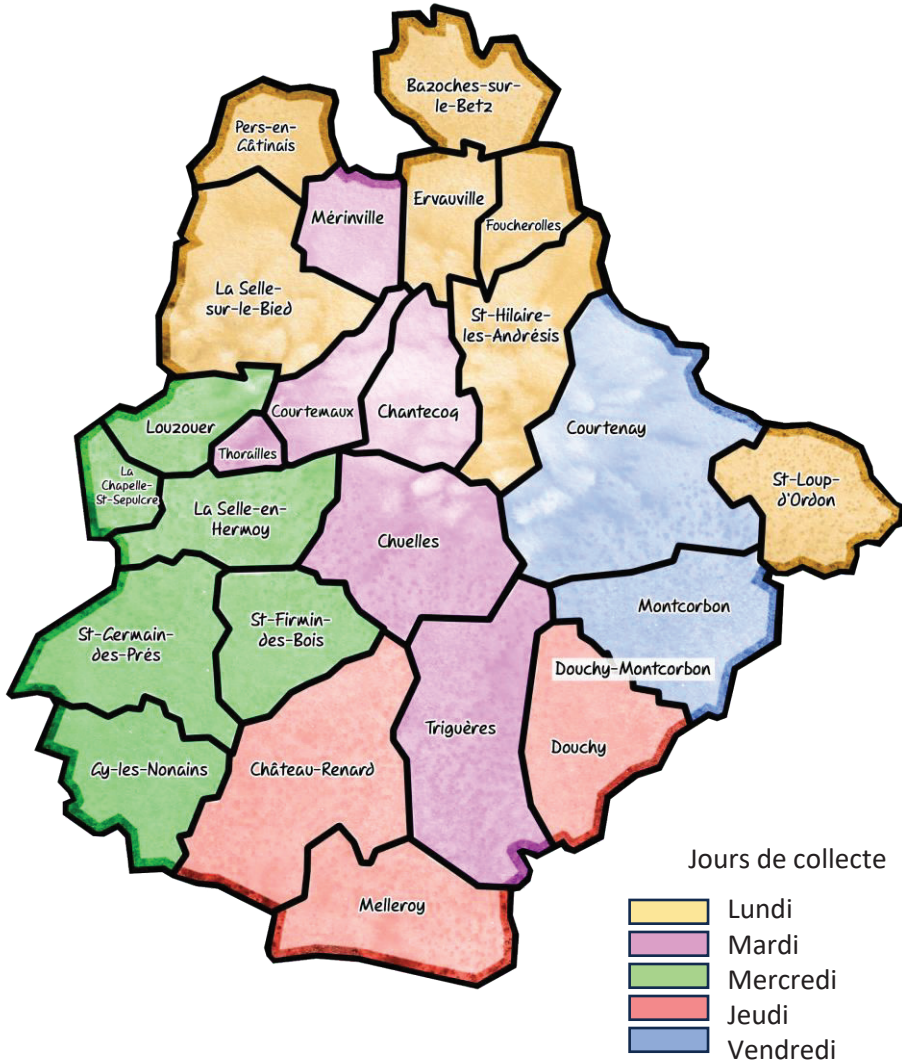 Bazoches-sur-
le-Betz
Pers-en-
Gâtinais
Ervauville
Mérinville
Foucherolles
La Selle-
sur-le-Bied
St-Hilaire-
les-Andrésis
Courtemaux
Chantecoq
Louzouer
Courtenay
Thorailles
La
Chapelle-
St-Sepulcre
St-Loup-
d'Ordon
La Selle-en-
Hermoy
Chuelles
Montcorbon
St-Firmin-
des-Bois
St-Germain-
des-Prés
Douchy-Montcorbon
Triguères
Douchy
Gy-les-Nonains
Château-Renard
Melleroy
Jours de collecte
Lundi
Mardi
Mercredi
Jeudi
Vendredi